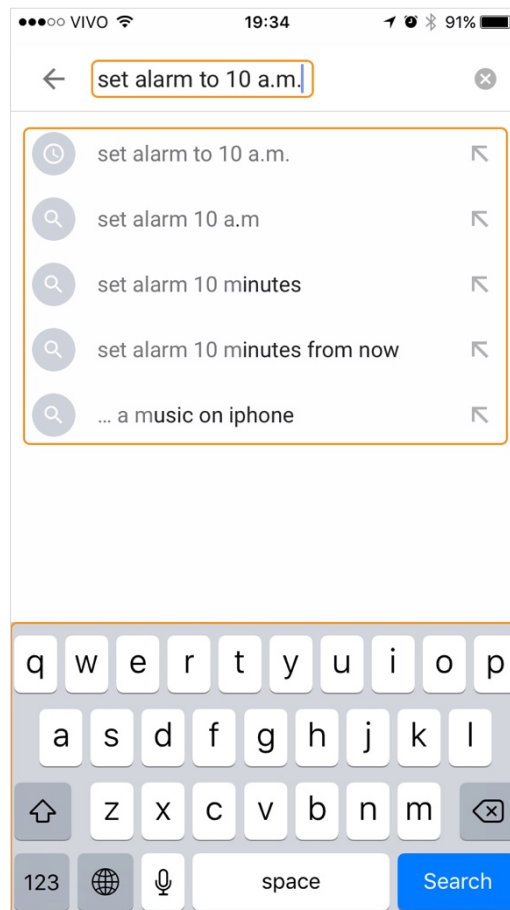 VIVO 19:34 91%
set alarm to 10 a.m.
set alarm to 10 a.m.
set alarm 10 a.m
set alarm 10 minutes
set alarm 10 minutes from now
... a music on iphone
q w e r t y u i o p
a s d f g h j k l
z x c v b n m
123 space Search